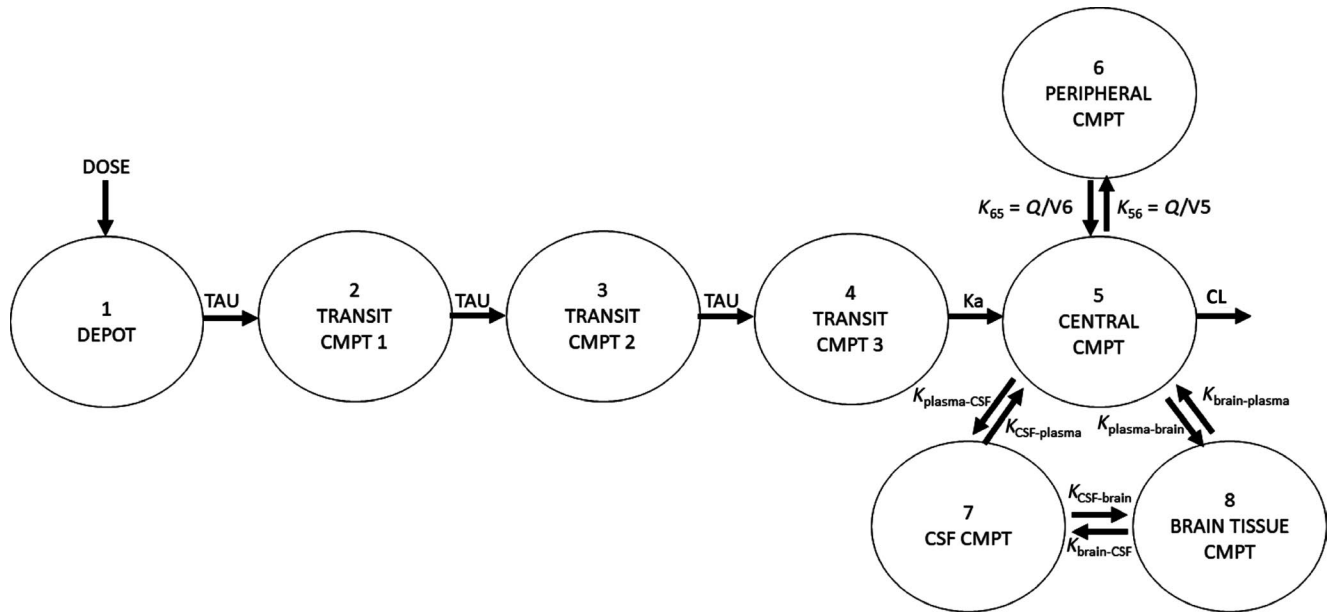 6
PERIPHERAL
CMPT
DOSE
K65 = Q/V6
K56 = Q/V5
1
DEPOT
TAU
2
TRANSIT
CMPT 1
TAU
3
TRANSIT
CMPT 2
TAU
4
TRANSIT
CMPT 3
Ka
5
CENTRAL
CMPT
CL
Kplasma-CSF
KCSF-plasma
Kbrain-plasma
Kplasma-brain
7
CSF CMPT
KCSF-brain
Kbrain-CSF
8
BRAIN TISSUE
CMPT